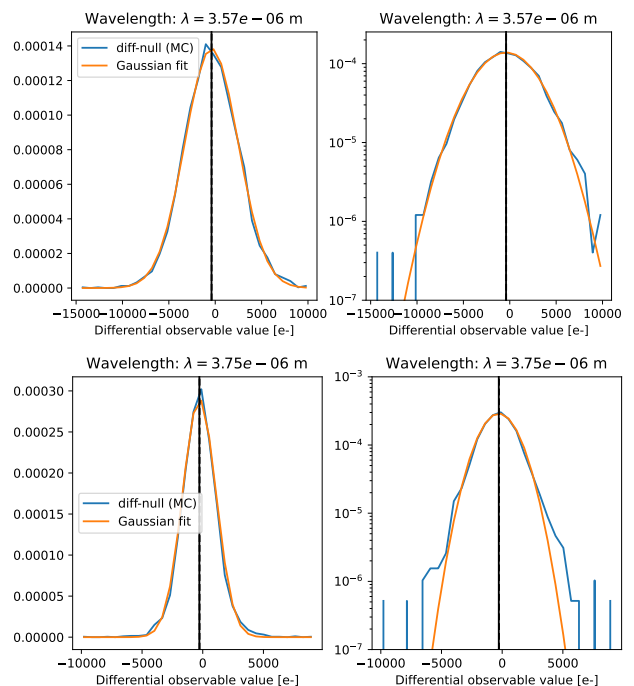 Wavelength: λ = 3.57e − 06 m
0.00014
0.00012
0.00010
0.00008
0.00006
0.00004
0.00002
0.00000
diff-null (MC)
Gaussian fit
−15000 −10000 −5000 0 5000 10000
Differential observable value [e-]
Wavelength: λ = 3.57e − 06 m
10⁻⁴
10⁻⁵
10⁻⁶
10⁻⁷
−15000 −10000 −5000 0 5000 10000
Differential observable value [e-]
Wavelength: λ = 3.75e − 06 m
0.00030
0.00025
0.00020
0.00015
0.00010
0.00005
0.00000
diff-null (MC)
Gaussian fit
−10000 −5000 0 5000
Differential observable value [e-]
Wavelength: λ = 3.75e − 06 m
10⁻³
10⁻⁴
10⁻⁵
10⁻⁶
10⁻⁷
−10000 −5000 0 5000
Differential observable value [e-]